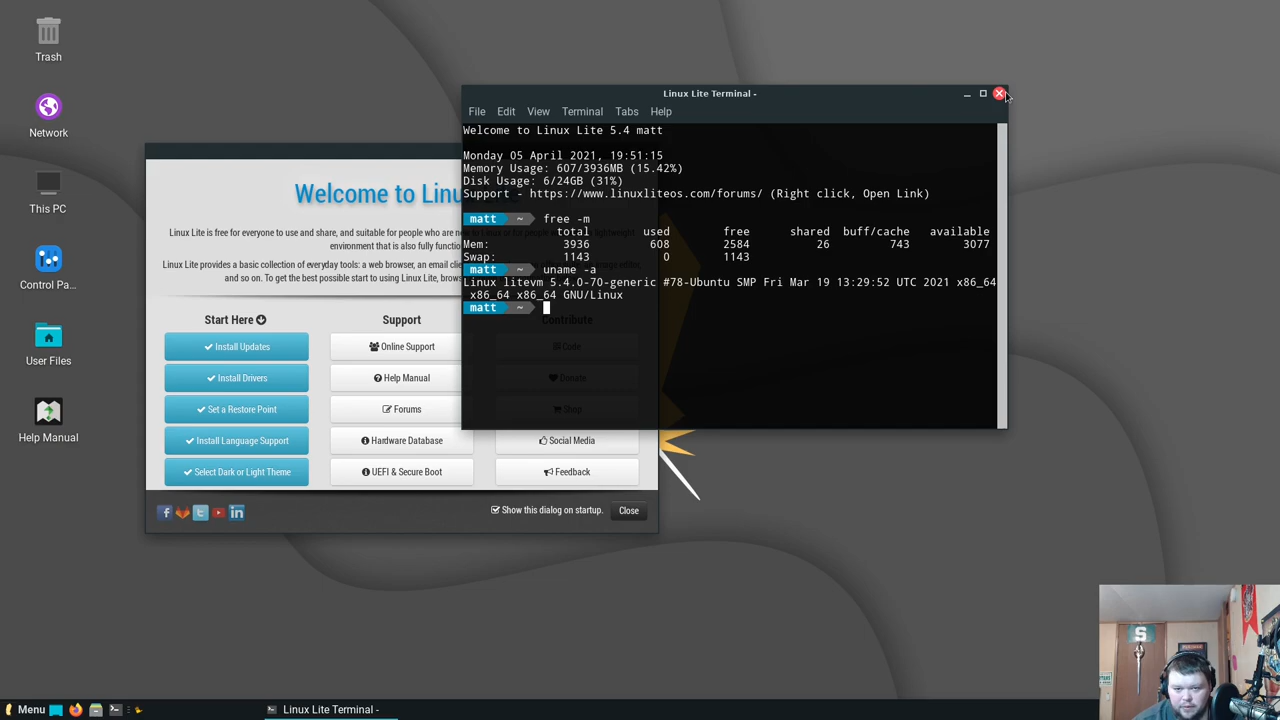 Trash
Network
This PC
Control Pa...
User Files
Help Manual
Linux Lite Terminal -
File Edit View Terminal Tabs Help
Welcome to Linux Lite 5.4 matt
Monday 05 April 2021, 19:51:15
Memory Usage: 607/3936MB (15.42%)
Disk Usage: 6/24GB (31%)
Support - https://www.linuxliteos.com/forums/ (Right click, Open Link)
matt ~ free -m
total used free shared buff/cache available
Mem: 3936 608 2584 26 743 3077
Swap: 1143 0 1143
matt ~ uname -a
Linux litevm 5.4.0-70-generic #78-Ubuntu SMP Fri Mar 19 13:29:52 UTC 2021 x86_64
x86_64 x86_64 GNU/Linux
matt ~
Welcome to Linu
Linux Lite is free for everyone to use and share, and suitable for people who are
environment that is also fully function
Linux Lite provides a basic collection of everyday tools: a web browser, an email cli
and so on. To get the best possible start to using Linux Lite,
Start Here Support Contribute
Install Updates Online Support Code
Install Drivers Help Manual Donate
Set a Restore Point Forums Shop
Install Language Support Hardware Database Social Media
Select Dark or Light Theme UEFI & Secure Boot Feedback
Show this dialog on startup. Close
S
Menu Linux Lite Terminal -